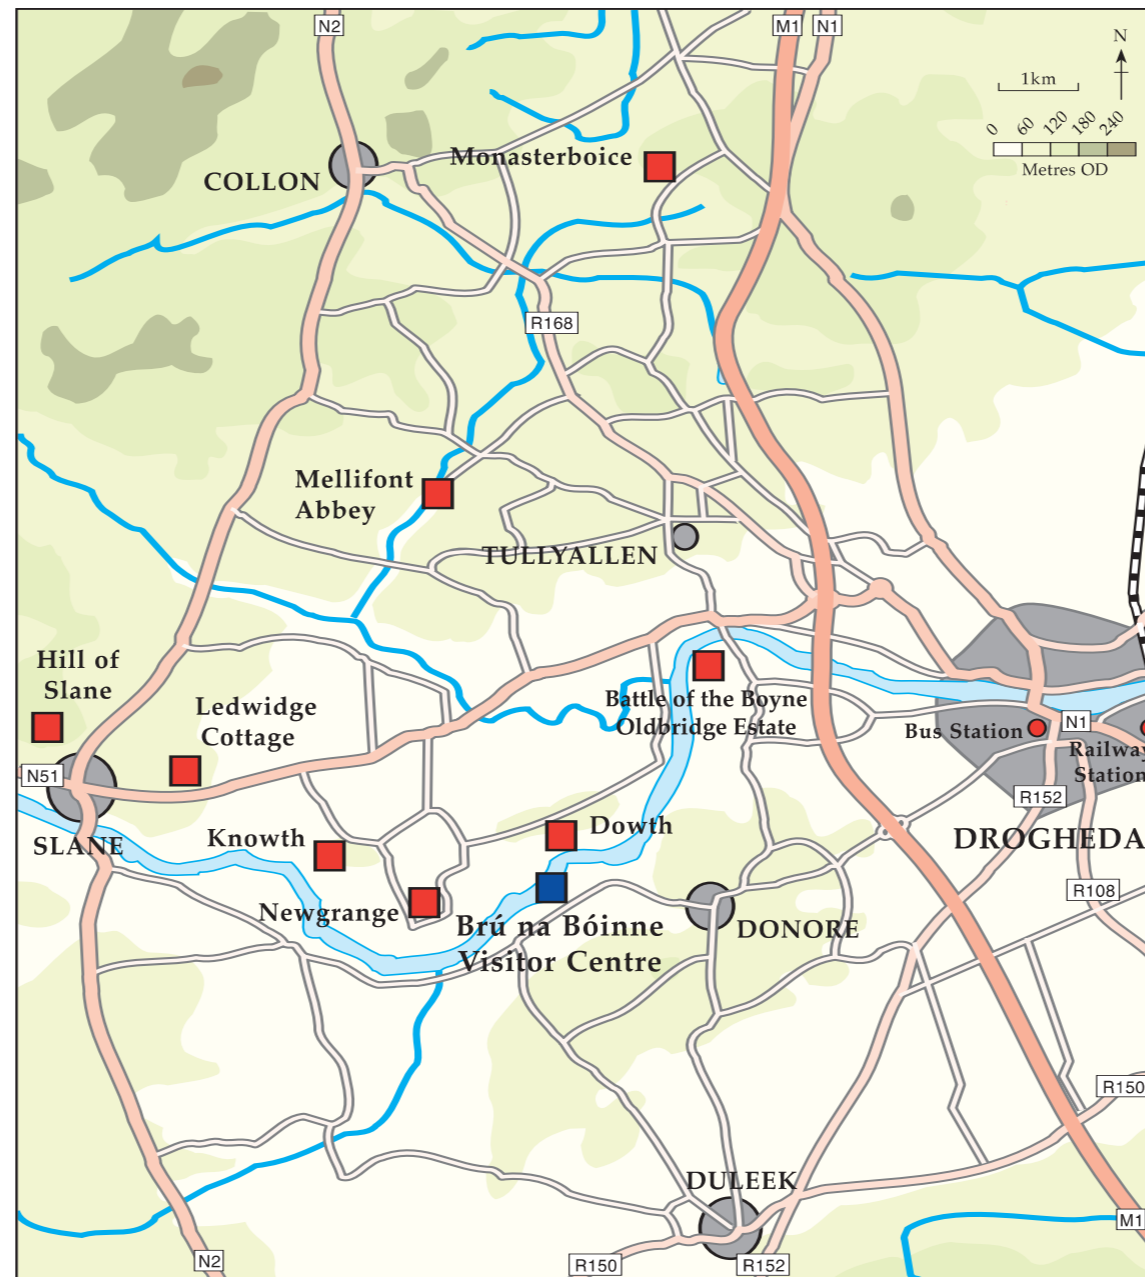 N2
M1
N1
N
1km
0 60 120 180 240
Metres OD
Monasterboice
COLLON
R168
Mellifont
Abbey
TULLYALLEN
Hill of
Slane
Ledwidge
Cottage
Battle of the Boyne
Oldbridge Estate
Bus Station
N1
Railway
Station
N51
R152
SLANE
Knowth
Dowth
DROGHEDA
R108
Newgrange
Brú na Bóinne
Visitor Centre
DONORE
R150
DULEEK
M1
N2
R150
R152